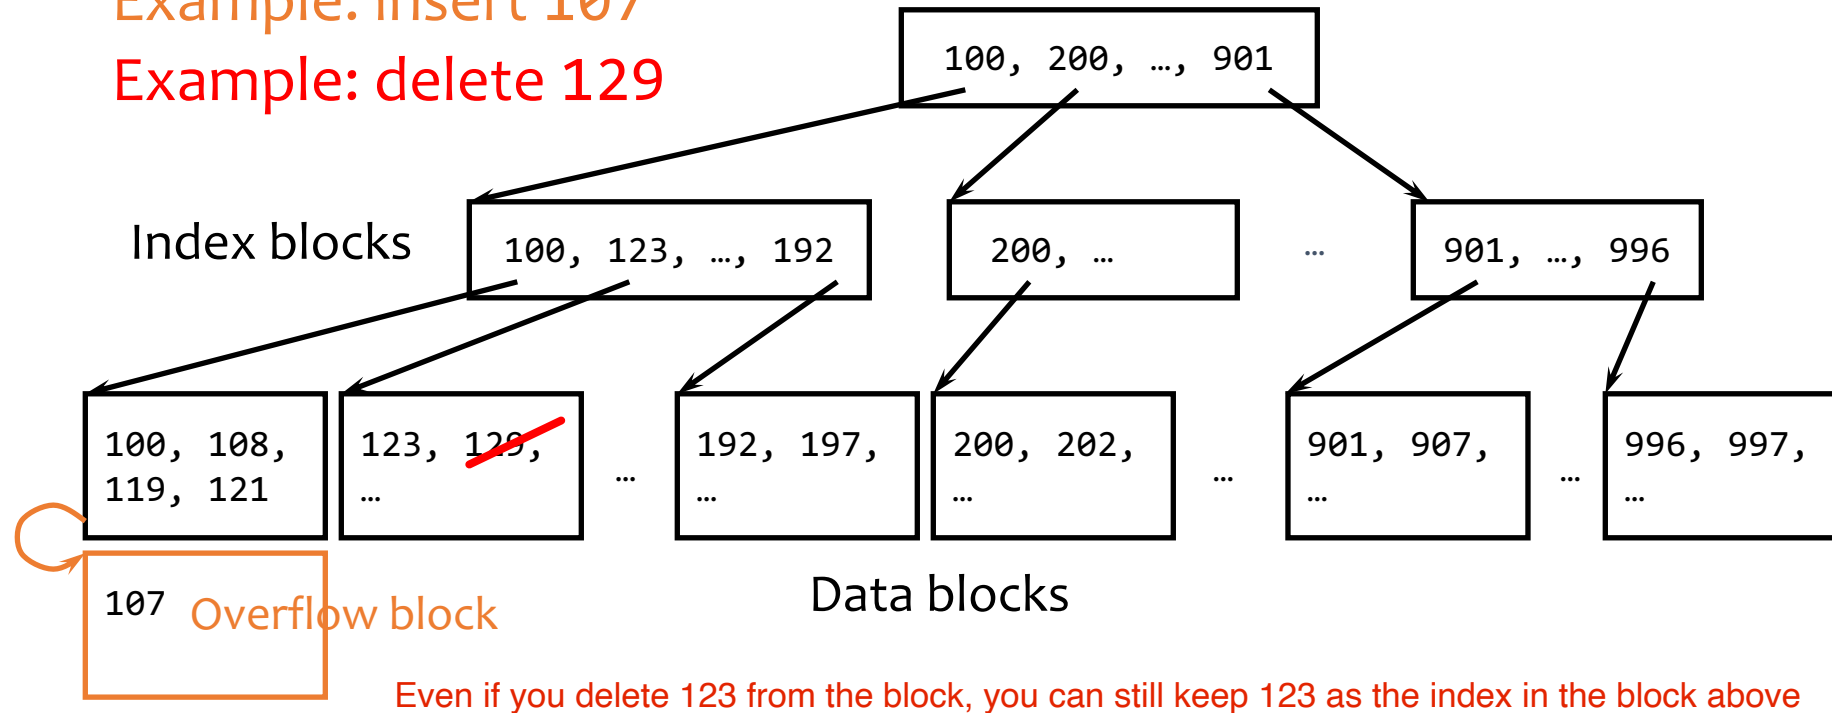 Example: insert 107
Example: delete 129
100, 200, …, 901
Index blocks
100, 123, …, 192
200, …
…
901, …, 996
100, 108,
119, 121
123, 129,
…
…
192, 197,
…
200, 202,
…
…
901, 907,
…
…
996, 997,
…
107
Overflow block
Data blocks
Even if you delete 123 from the block, you can still keep 123 as the index in the block above